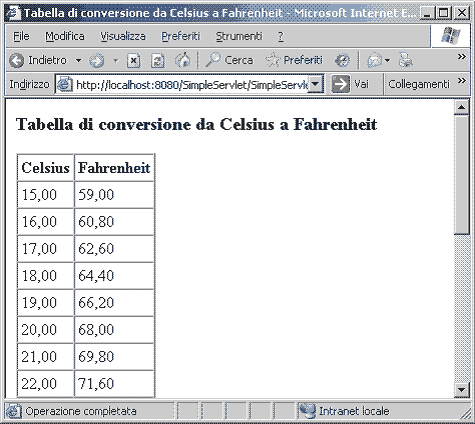 Tabella di conversione da Celsius a Fahrenheit - Microsoft Internet E...
File Modifica Visualizza Preferiti Strumenti ?
Indietro Cerca Preferiti »
Indirizzo http://localhost:8080/SimpleServlet/SimpleServle Vai Collegamenti »
Tabella di conversione da Celsius a Fahrenheit
Celsius Fahrenheit
15,00 59,00
16,00 60,80
17,00 62,60
18,00 64,40
19,00 66,20
20,00 68,00
21,00 69,80
22,00 71,60
Operazione completata Intranet locale